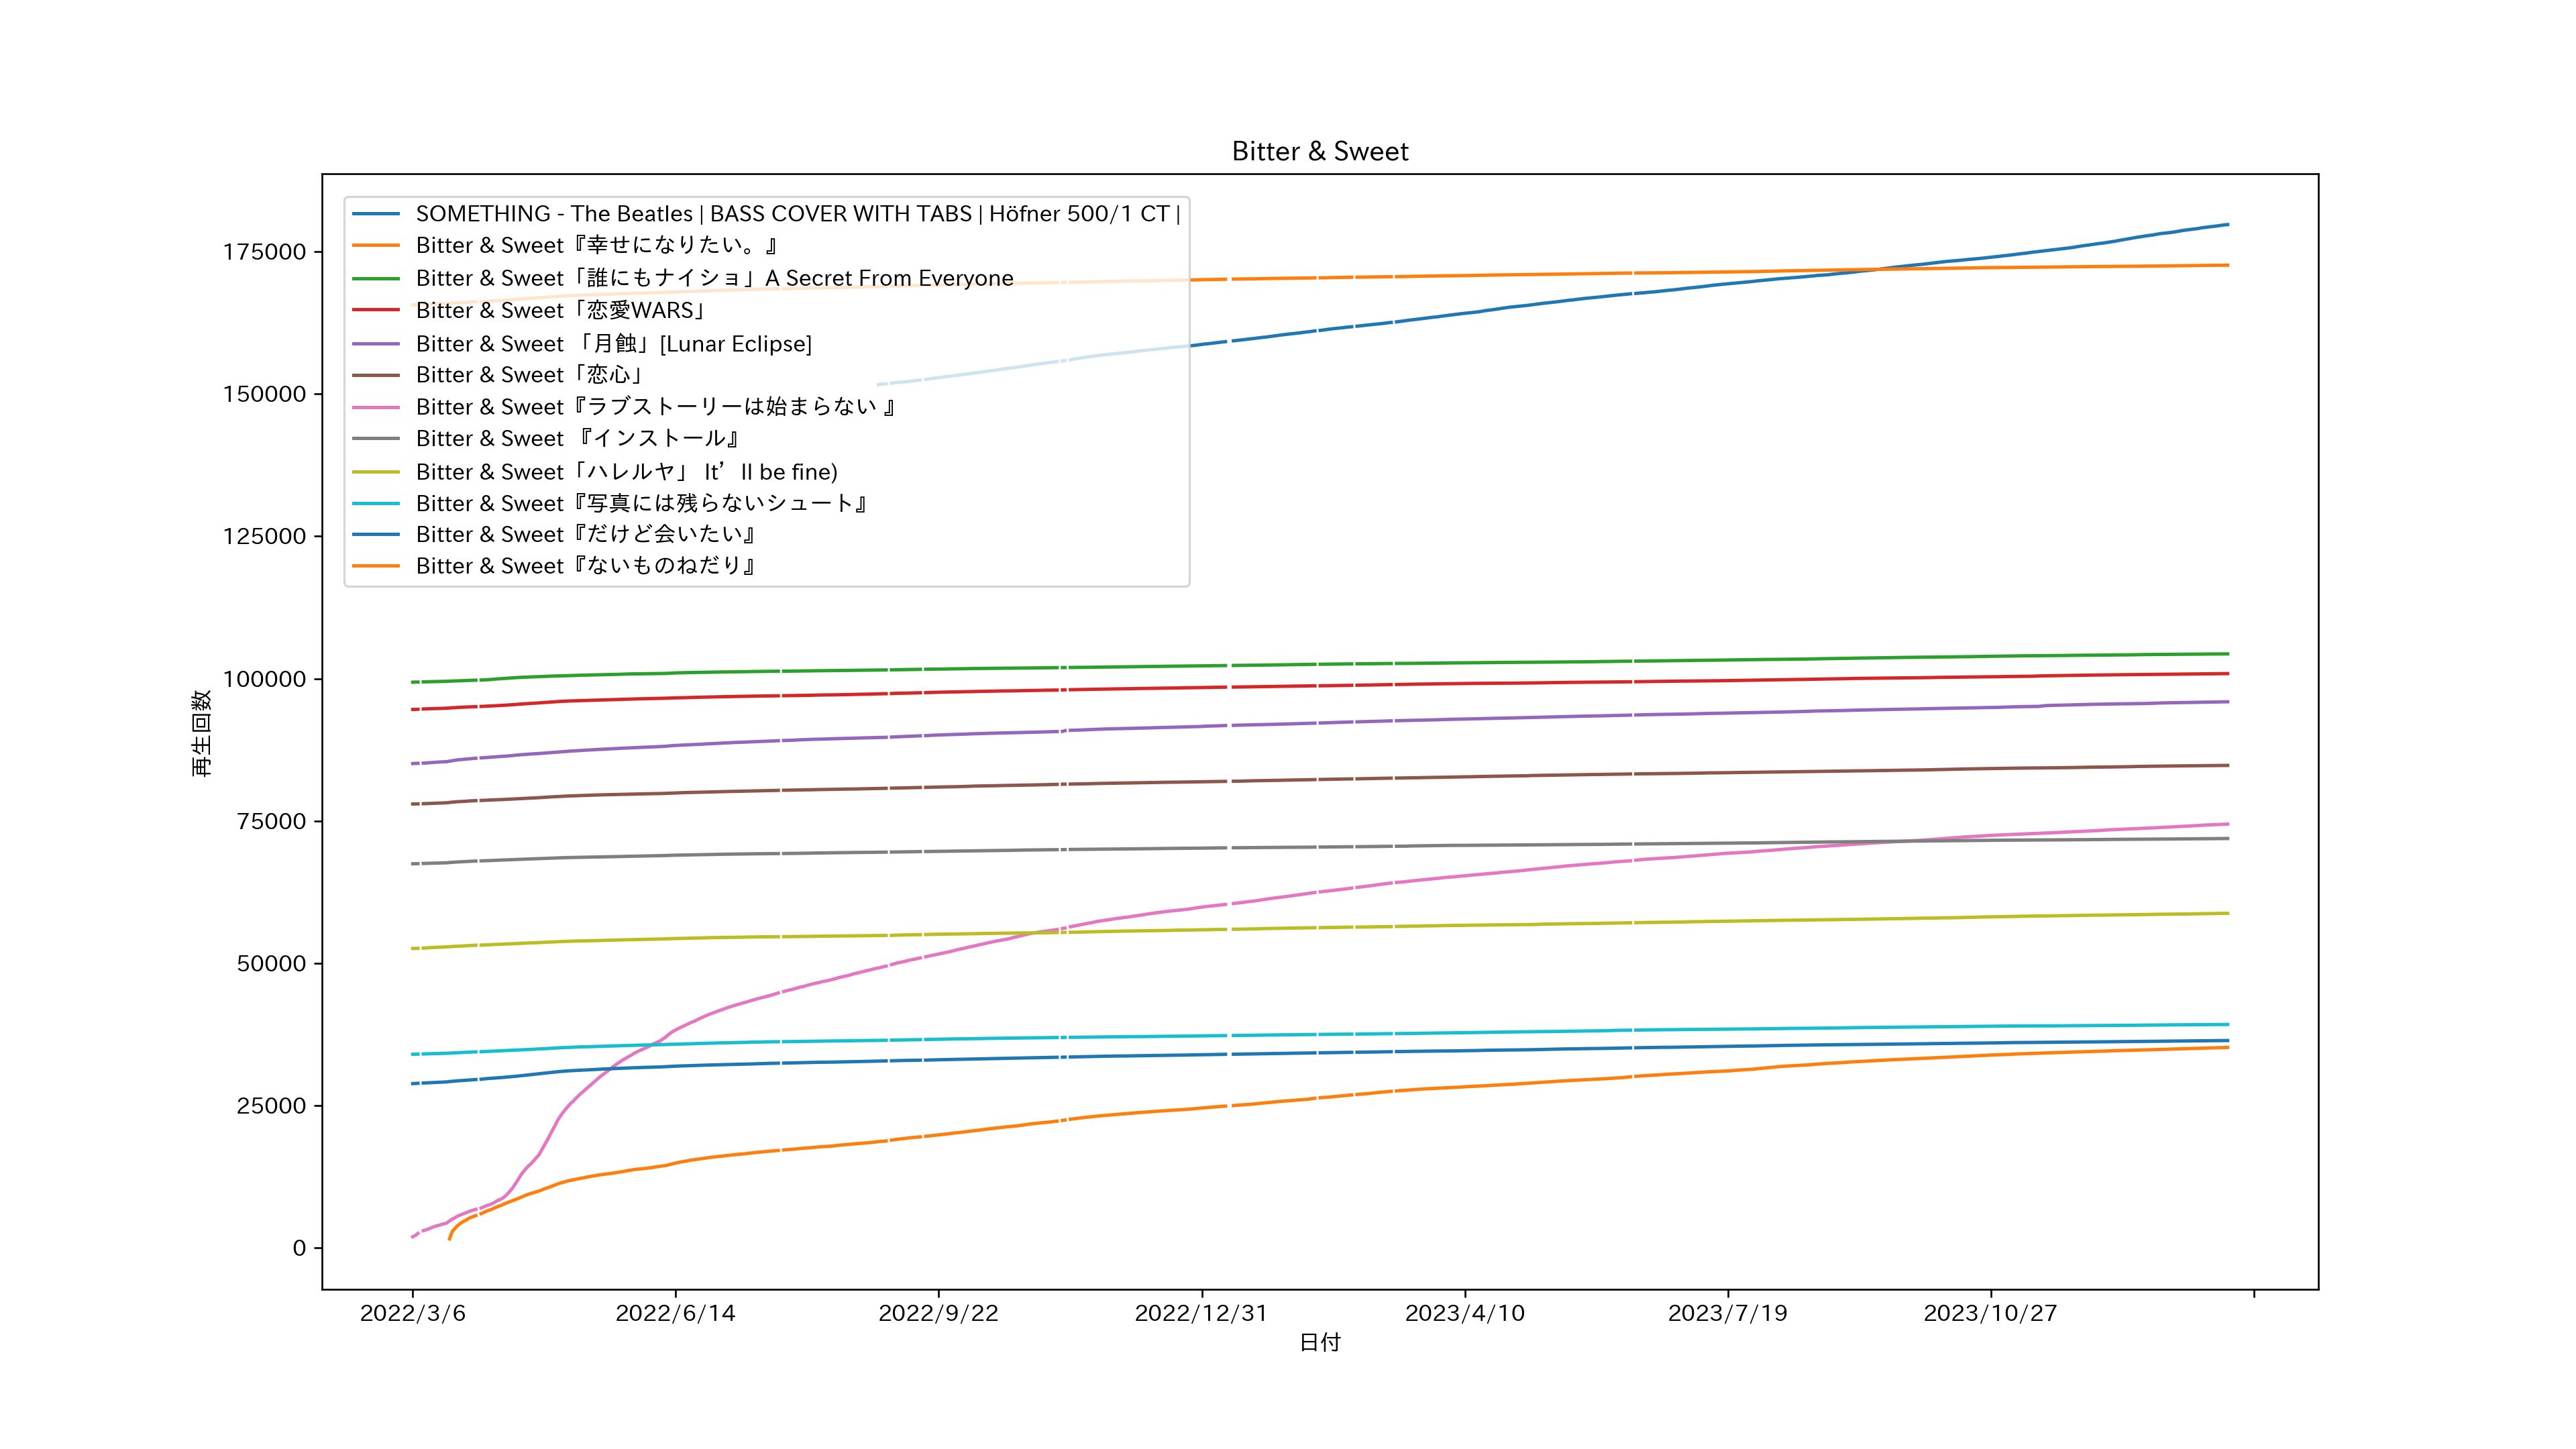 Bitter & Sweet
SOMETHING - The Beatles | BASS COVER WITH TABS | Höfner 500/1 CT |
Bitter & Sweet『幸せになりたい。』
Bitter & Sweet「誰にもナイショ」A Secret From Everyone
Bitter & Sweet「恋愛WARS」
Bitter & Sweet 「月蝕」[Lunar Eclipse]
Bitter & Sweet「恋心」
Bitter & Sweet『ラブストーリーは始まらない 』
Bitter & Sweet 『インストール』
Bitter & Sweet「ハレルヤ」 It’ll be fine)
Bitter & Sweet『写真には残らないシュート』
Bitter & Sweet『だけど会いたい』
Bitter & Sweet『ないものねだり』
175000
150000
125000
100000
75000
50000
25000
0
再生回数
2022/3/6
2022/6/14
2022/9/22
2022/12/31
2023/4/10
2023/7/19
2023/10/27
日付